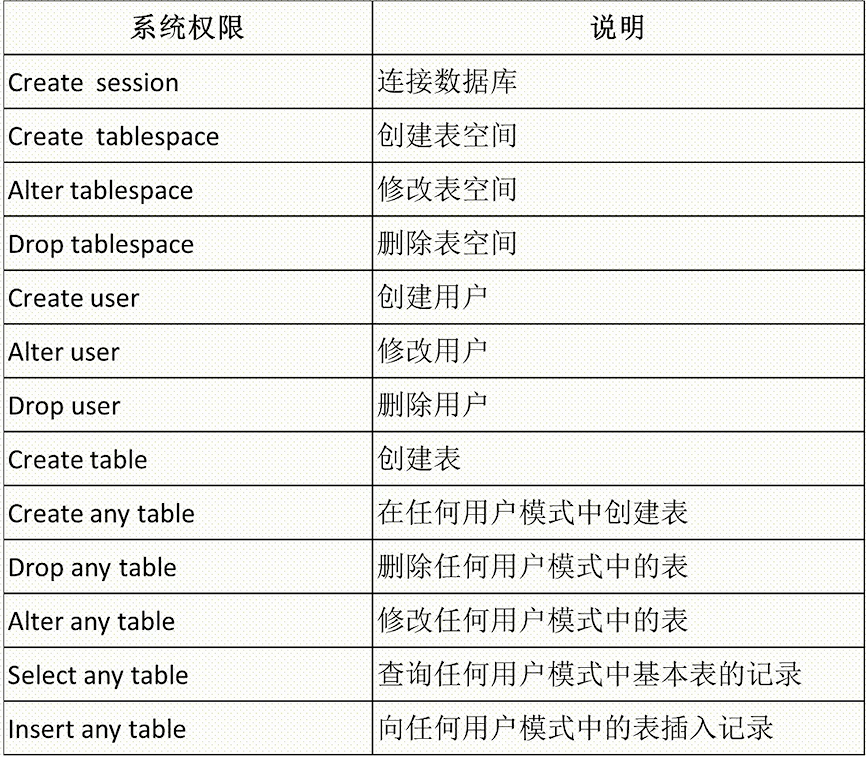 系统权限 说明
Create session 连接数据库
Create tablespace 创建表空间
Alter tablespace 修改表空间
Drop tablespace 删除表空间
Create user 创建用户
Alter user 修改用户
Drop user 删除用户
Create table 创建表
Create any table 在任何用户模式中创建表
Drop any table 删除任何用户模式中的表
Alter any table 修改任何用户模式中的表
Select any table 查询任何用户模式中基本表的记录
Insert any table 向任何用户模式中的表插入记录